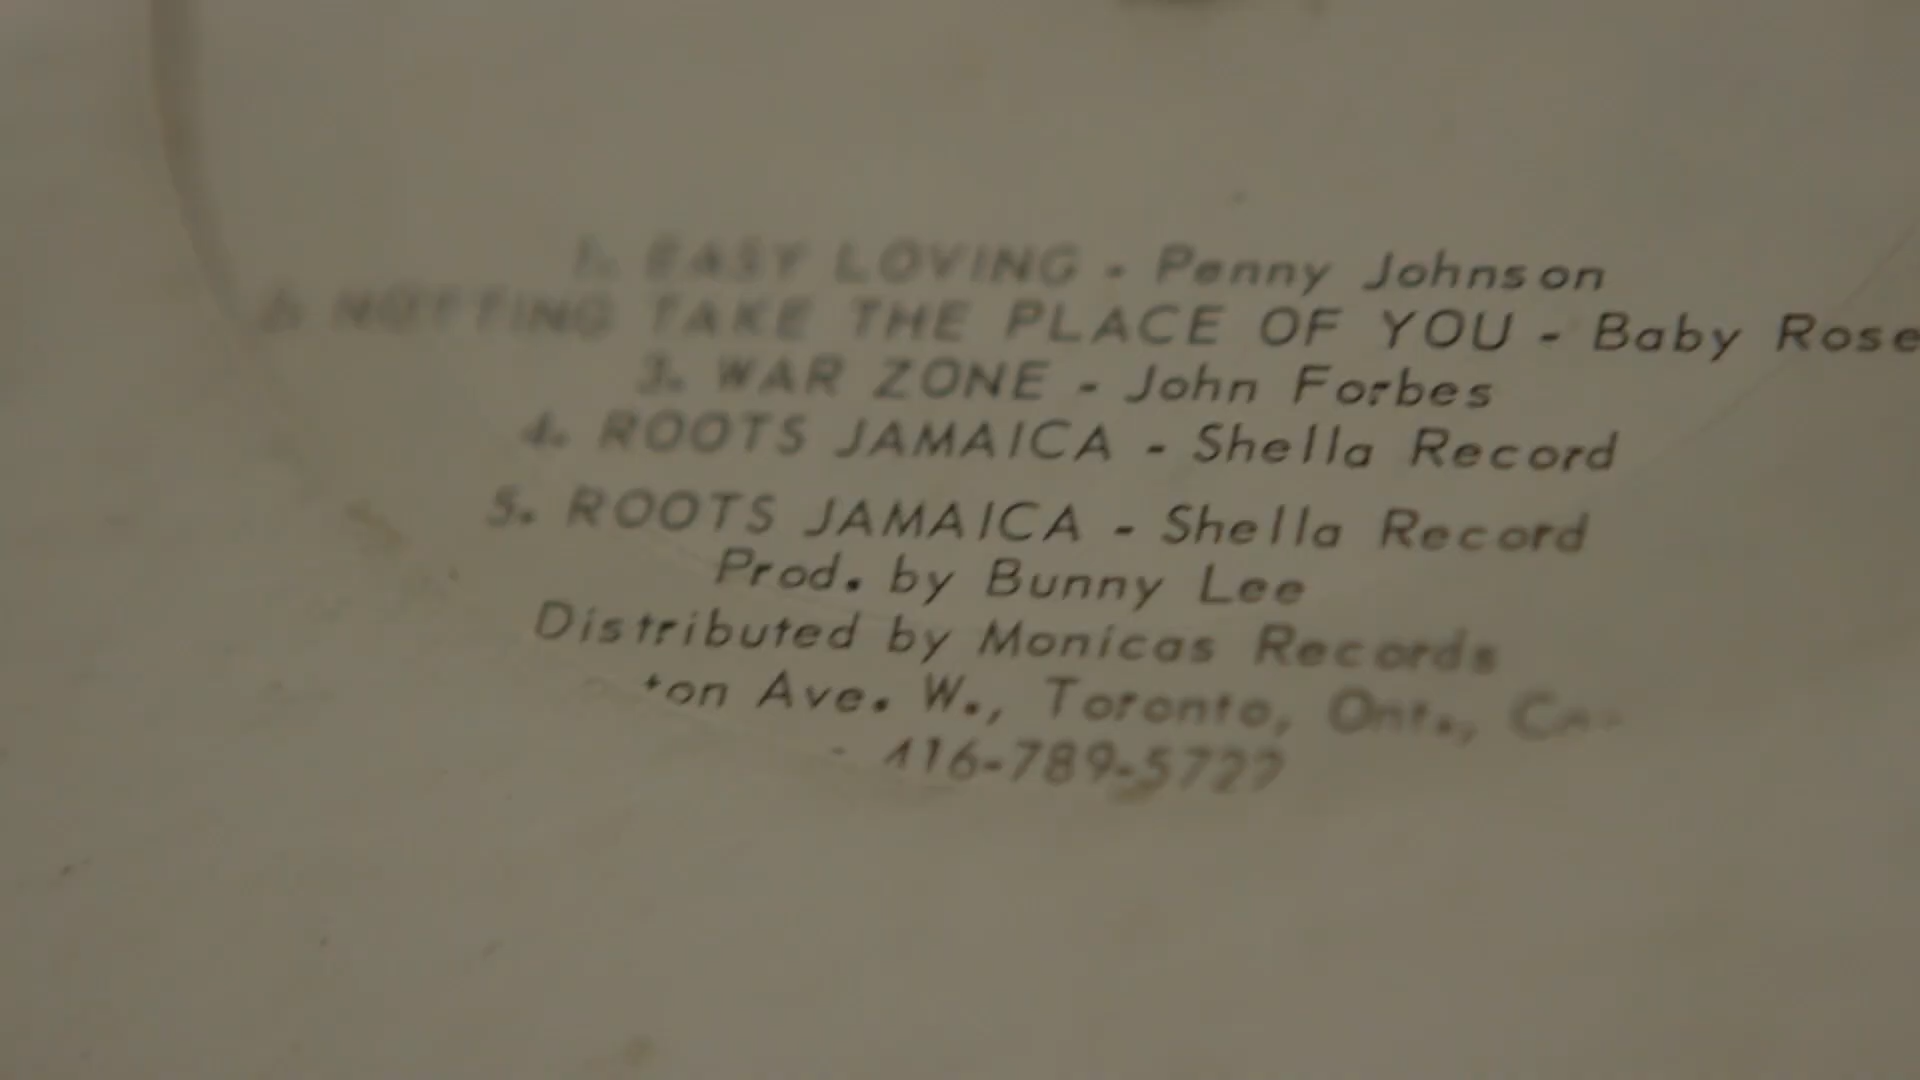 1. EASY LOVING - Penny Johnson
2. NOTTING TAKE THE PLACE OF YOU - Baby Rose
3. WAR ZONE - John Forbes
4. ROOTS JAMAICA - Shella Record
5. ROOTS JAMAICA - Shella Record
Prod. by Bunny Lee
Distributed by Monicas Records
Ave. W., Toronto, Ont.,
416-789-5727